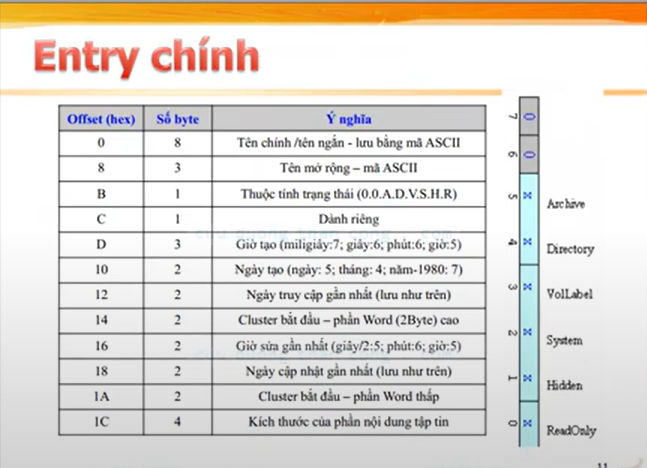 Entry chính
Offset (hex) Số byte Ý nghĩa
0 8 Tên chính /tên ngắn - lưu bằng mã ASCII
8 3 Tên mở rộng – mã ASCII
B 1 Thuộc tính trạng thái (0.0.A.D.V.S.H.R)
C 1 Dành riêng
D 3 Giờ tạo (miligiây:7; giây:6; phút:6; giờ:5)
10 2 Ngày tạo (ngày: 5; tháng: 4; năm-1980: 7)
12 2 Ngày truy cập gần nhất (lưu như trên)
14 2 Cluster bắt đầu – phần Word (2Byte) cao
16 2 Giờ sửa gần nhất (giây/2:5; phút:6; giờ:5)
18 2 Ngày cập nhật gần nhất (lưu như trên)
1A 2 Cluster bắt đầu – phần Word thấp
1C 4 Kích thước của phần nội dung tập tin
7 0
6 0
5 x Archive
4 x Directory
3 x VolLabel
2 x System
1 x Hidden
0 x ReadOnly